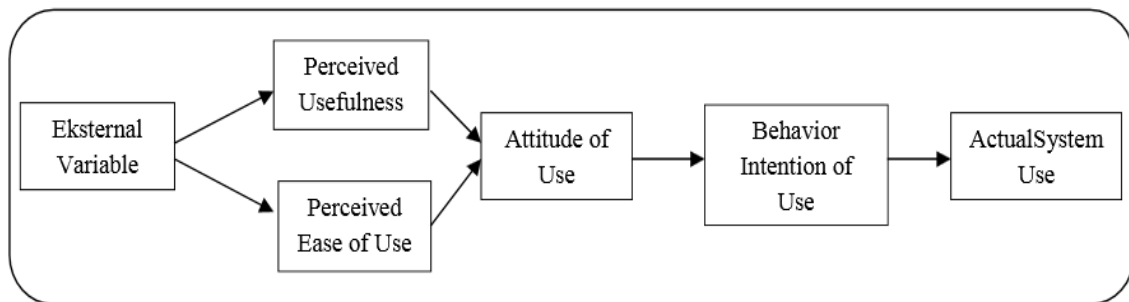 Eksternal
Variable
Perceived
Usefulness
Perceived
Ease of Use
Attitude of
Use
Behavior
Intention of
Use
ActualSystem
Use